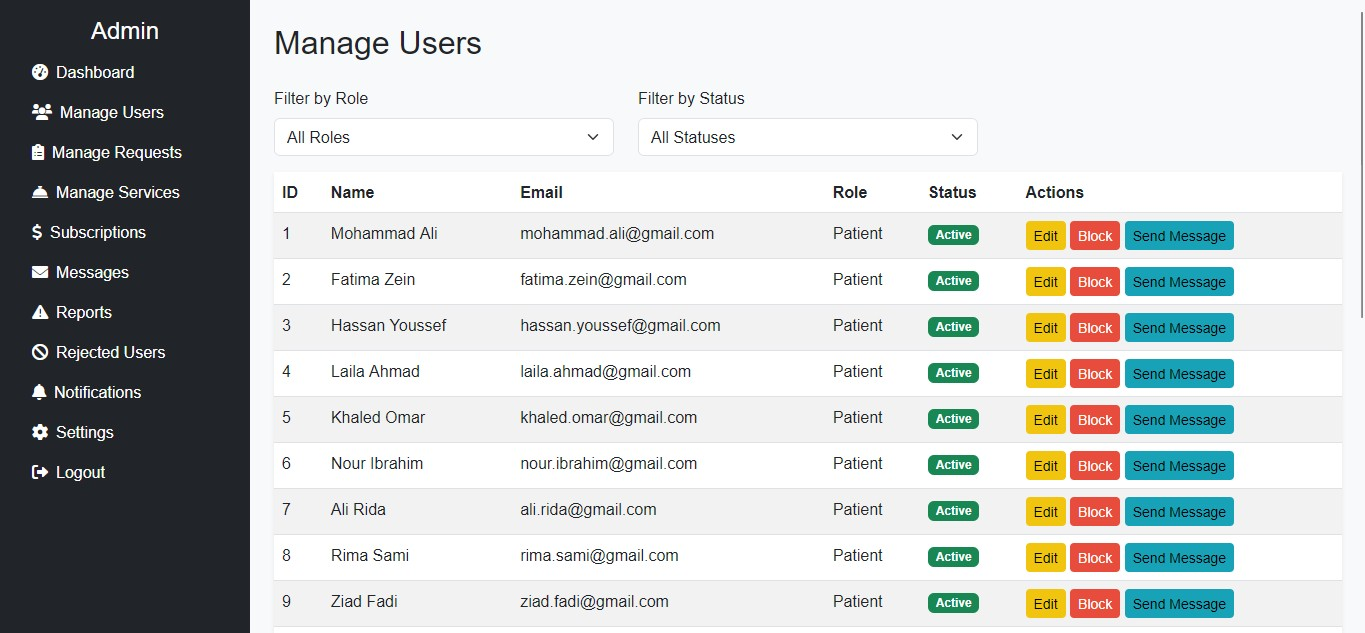 Admin
Dashboard
Manage Users
Manage Requests
Manage Services
Subscriptions
Messages
Reports
Rejected Users
Notifications
Settings
Logout
Manage Users
Filter by Role Filter by Status
All Roles All Statuses
ID Name Email Role Status Actions
1 Mohammad Ali mohammad.ali@gmail.com Patient Active Edit Block Send Message
2 Fatima Zein fatima.zein@gmail.com Patient Active Edit Block Send Message
3 Hassan Youssef hassan.youssef@gmail.com Patient Active Edit Block Send Message
4 Laila Ahmad laila.ahmad@gmail.com Patient Active Edit Block Send Message
5 Khaled Omar khaled.omar@gmail.com Patient Active Edit Block Send Message
6 Nour Ibrahim nour.ibrahim@gmail.com Patient Active Edit Block Send Message
7 Ali Rida ali.rida@gmail.com Patient Active Edit Block Send Message
8 Rima Sami rima.sami@gmail.com Patient Active Edit Block Send Message
9 Ziad Fadi ziad.fadi@gmail.com Patient Active Edit Block Send Message